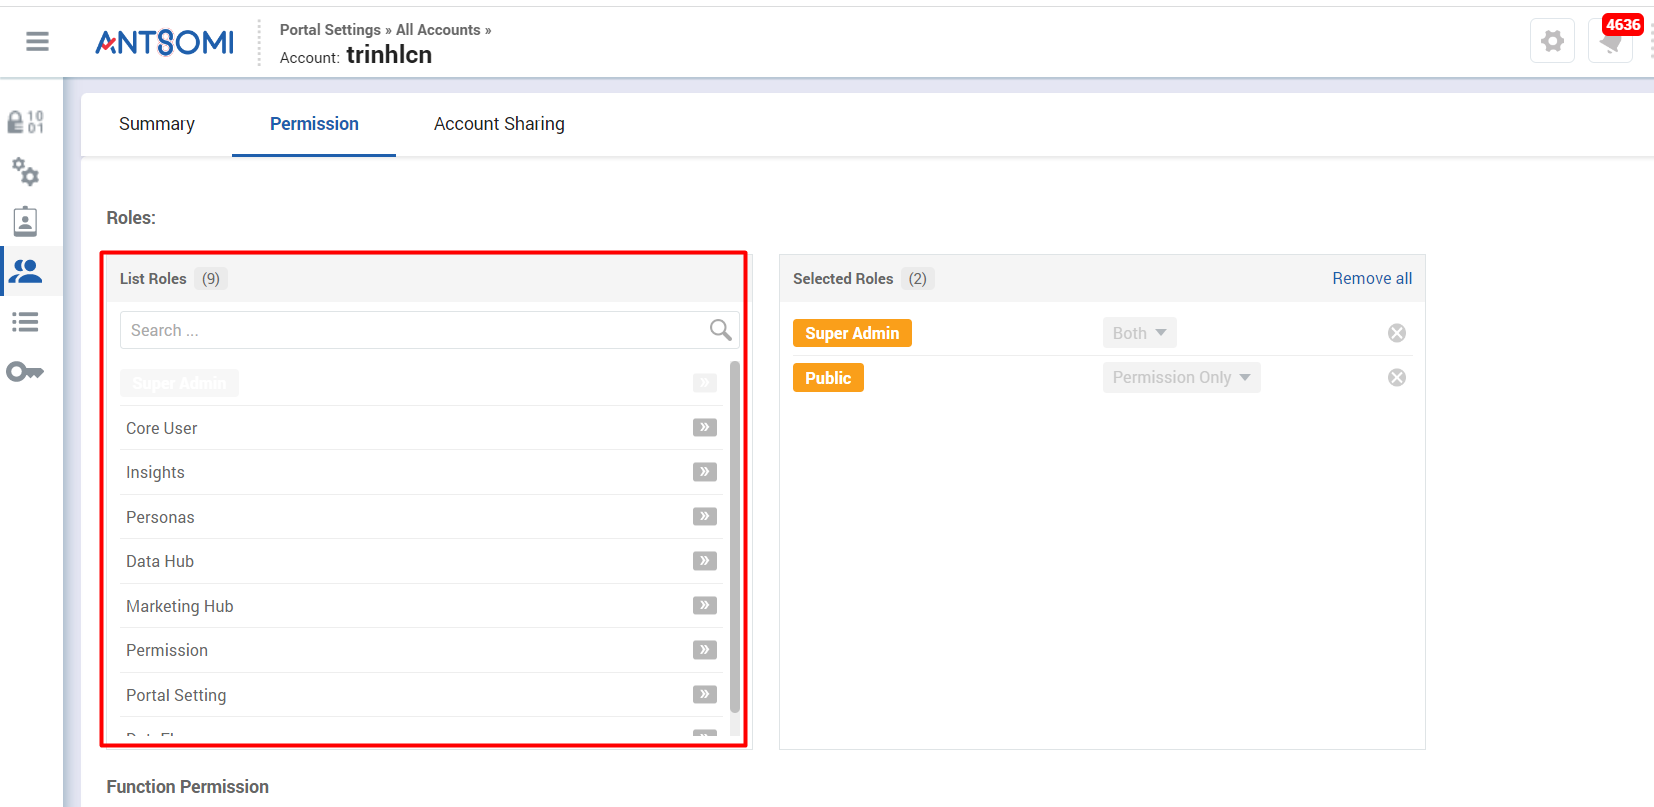 ANTSOMI
Portal Settings » All Accounts »
Account: trinhlcn
4636
10
01
Summary
Permission
Account Sharing
Roles:
List Roles (9)
Search ...
Super Admin
Core User
Insights
Personas
Data Hub
Marketing Hub
Permission
Portal Setting
Selected Roles (2)
Remove all
Super Admin
Both
Public
Permission Only
Function Permission